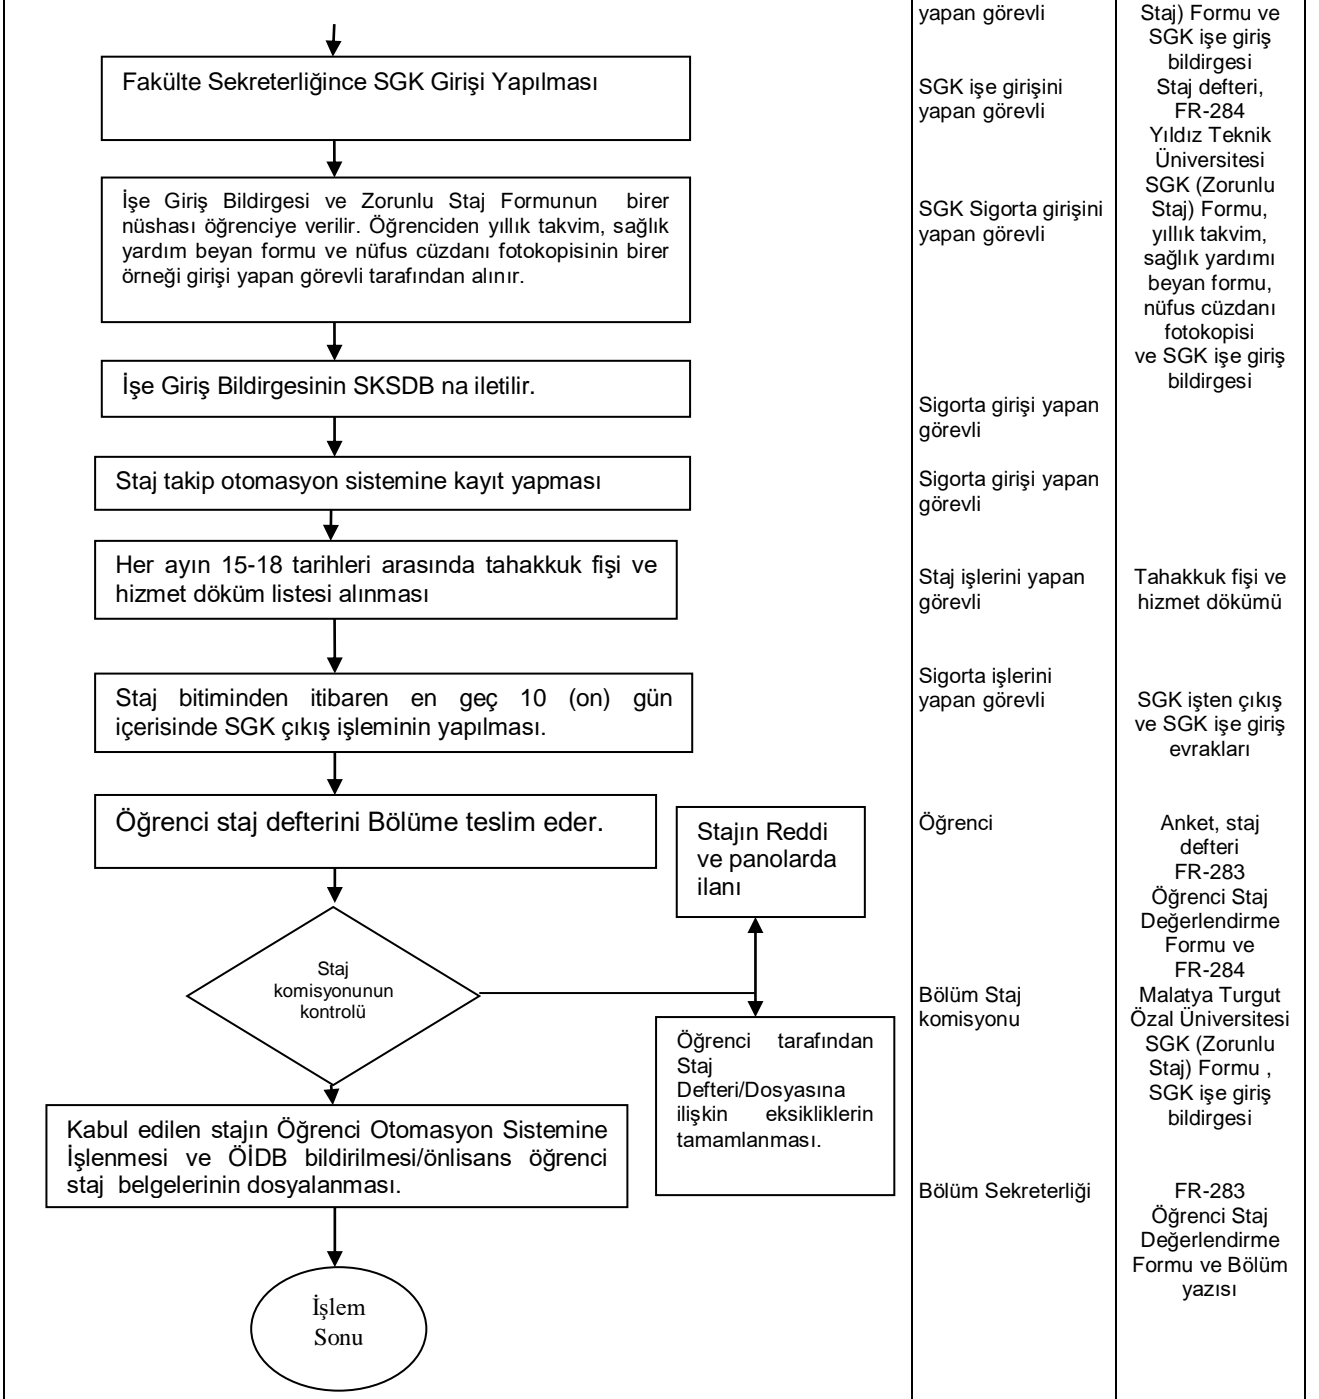 Fakülte Sekreterliğince SGK Girişi Yapılması
İşe Giriş Bildirgesi ve Zorunlu Staj Formunun birer
nüshası öğrenciye verilir. Öğrenciden yıllık takvim, sağlık
yardım beyan formu ve nüfus cüzdanı fotokopisinin birer
örneği girişi yapan görevli tarafından alınır.
İşe Giriş Bildirgesinin SKSDB na iletilir.
Staj takip otomasyon sistemine kayıt yapması
Her ayın 15-18 tarihleri arasında tahakkuk fişi ve
hizmet döküm listesi alınması
Staj bitiminden itibaren en geç 10 (on) gün
içerisinde SGK çıkış işleminin yapılması.
Öğrenci staj defterini Bölüme teslim eder.
Stajın Reddi
ve panolarda
ilanı
Staj
komisyonunun
kontrolü
Öğrenci tarafından
Staj
Defteri/Dosyasına
ilişkin eksikliklerin
tamamlanması.
Kabul edilen stajın Öğrenci Otomasyon Sistemine
İşlenmesi ve ÖİDB bildirilmesi/önlisans öğrenci
staj belgelerinin dosyalanması.
İşlem
Sonu
yapan görevli
SGK işe girişini
yapan görevli
SGK Sigorta girişini
yapan görevli
Sigorta girişi yapan
görevli
Sigorta girişi yapan
görevli
Staj işlerini yapan
görevli
Sigorta işlerini
yapan görevli
Öğrenci
Bölüm Staj
komisyonu
Bölüm Sekreterliği
Staj) Formu ve
SGK işe giriş
bildirgesi
Staj defteri,
FR-284
Yıldız Teknik
Üniversitesi
SGK (Zorunlu
Staj) Formu,
yıllık takvim,
sağlık yardımı
beyan formu,
nüfus cüzdanı
fotokopisi
ve SGK işe giriş
bildirgesi
Tahakkuk fişi ve
hizmet dökümü
SGK işten çıkış
ve SGK işe giriş
evrakları
Anket, staj
defteri
FR-283
Öğrenci Staj
Değerlendirme
Formu ve
FR-284
Malatya Turgut
Özal Üniversitesi
SGK (Zorunlu
Staj) Formu ,
SGK işe giriş
bildirgesi
FR-283
Öğrenci Staj
Değerlendirme
Formu ve Bölüm
yazısı